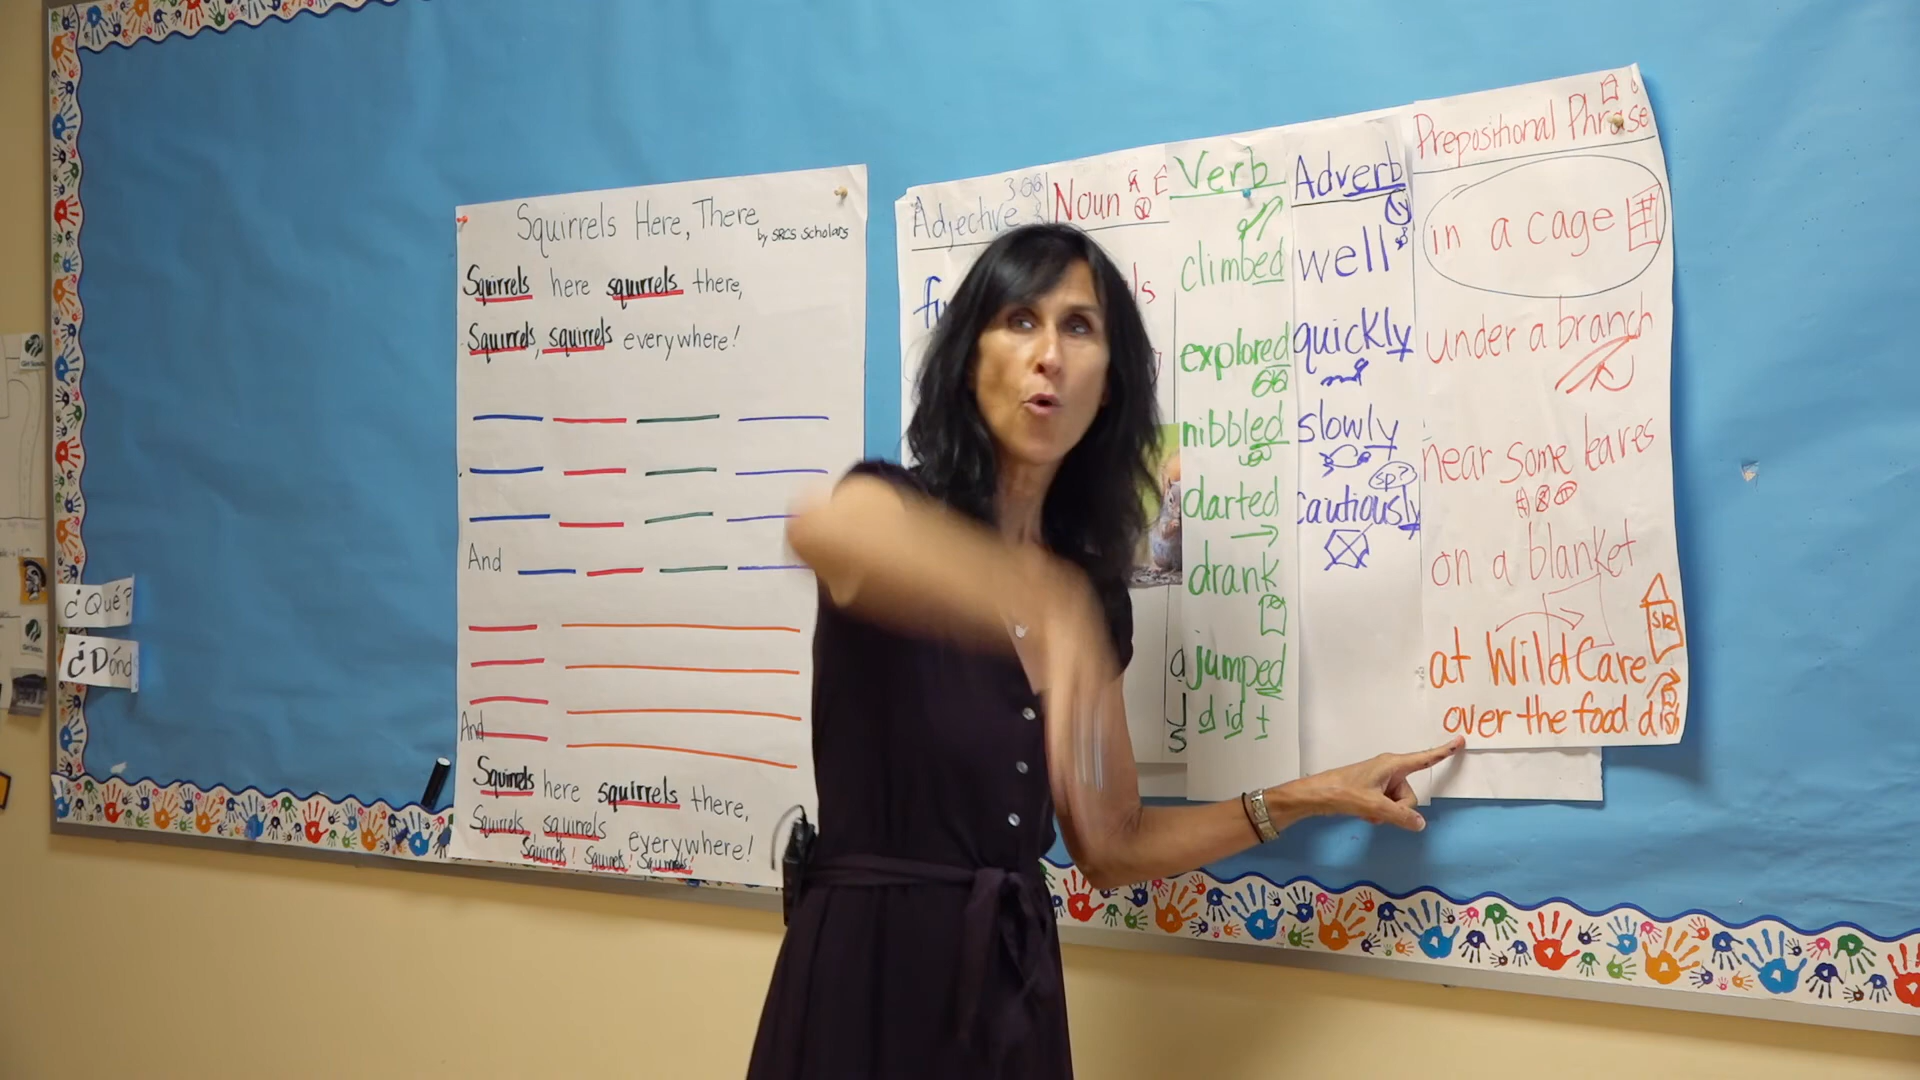 Squirrels Here, There
by SRCS Scholars
Squirrels here squirrels there,
Squirrels, squirrels everywhere!
And
And
Squirrels here squirrels there,
Squirrels, squirrels everywhere!
Squirrels! Squirrels! Squirrels!
Adjective
Noun
Verb
climbed
explored
nibbled
darted
drank
jumped
did t
Adverb
well
quickly
slowly
sp?
cautiously
Prepositional Phrase
in a cage
under a branch
near some leaves
on a blanket
at WildCare
over the food dish
¿Qué?
¿Dónd